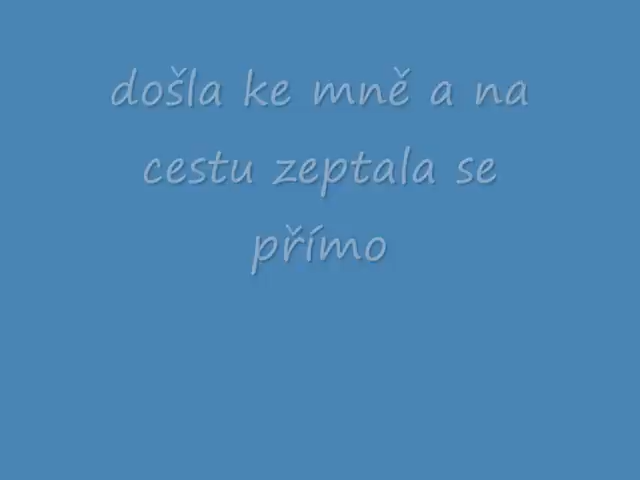 došla ke mně a na
cestu zeptala se
přímo